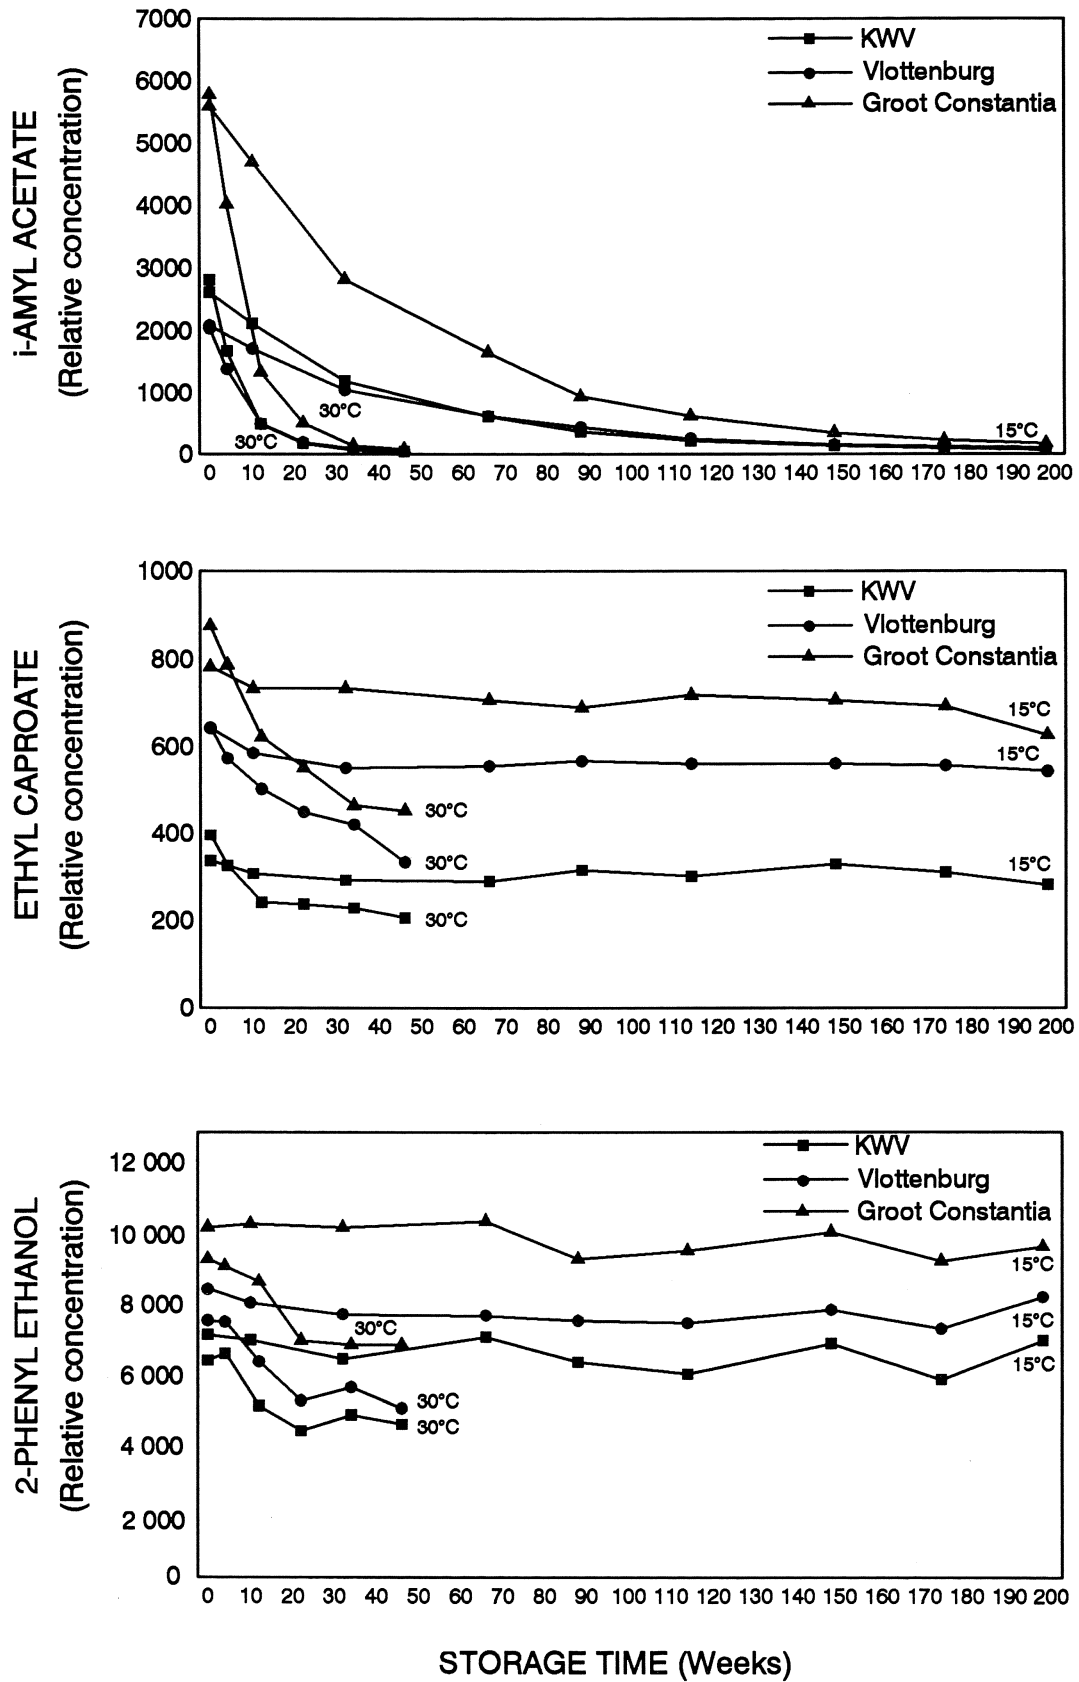 7000
6000
5000
4000
3000
2000
1000
0
i-AMYL ACETATE
(Relative concentration)
KWV
Vlottenburg
Groot Constantia
30°C
30°C
15°C
0 10 20 30 40 50 60 70 80 90 100 110 120 130 140 150 160 170 180 190 200
1000
800
600
400
200
0
ETHYL CAPROATE
(Relative concentration)
KWV
Vlottenburg
Groot Constantia
15°C
15°C
30°C
30°C
15°C
30°C
0 10 20 30 40 50 60 70 80 90 100 110 120 130 140 150 160 170 180 190 200
12 000
10 000
8 000
6 000
4 000
2 000
0
2-PHENYL ETHANOL
(Relative concentration)
KWV
Vlottenburg
Groot Constantia
15°C
30°C
15°C
15°C
30°C
30°C
0 10 20 30 40 50 60 70 80 90 100 110 120 130 140 150 160 170 180 190 200
STORAGE TIME (Weeks)